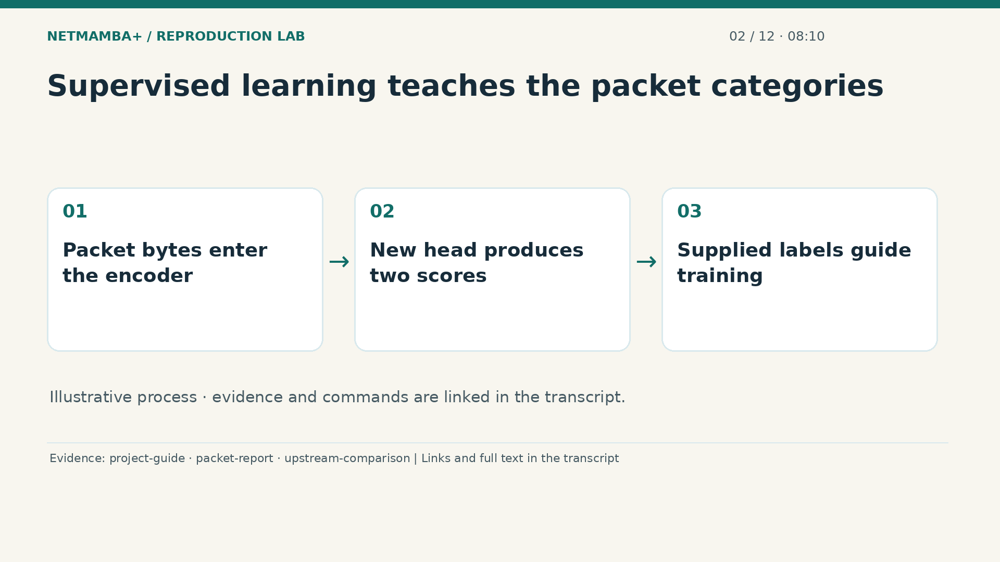 NETMAMBA+ / REPRODUCTION LAB
02 / 12 · 08:10
Supervised learning teaches the packet categories
01
Packet bytes enter
the encoder
→
02
New head produces
two scores
→
03
Supplied labels guide
training
Illustrative process · evidence and commands are linked in the transcript.
Evidence: project-guide · packet-report · upstream-comparison | Links and full text in the transcript